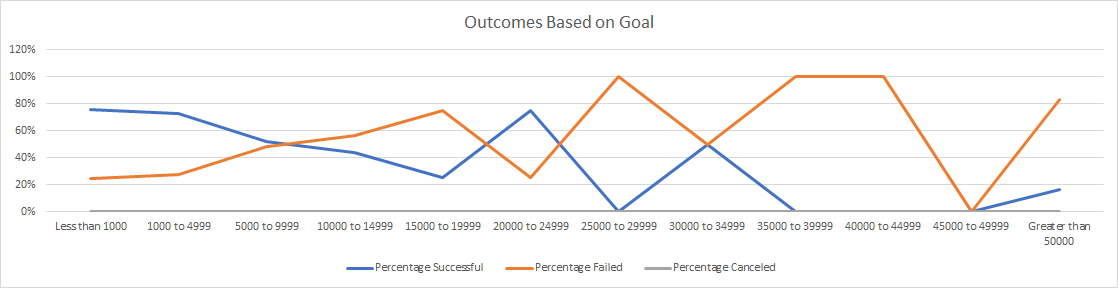 Outcomes Based on Goal
120%
100%
80%
60%
40%
20%
0%
Less than 1000
1000 to 4999
5000 to 9999
10000 to 14999
15000 to 19999
20000 to 24999
25000 to 29999
30000 to 34999
35000 to 39999
40000 to 44999
45000 to 49999
Greater than
50000
Percentage Successful
Percentage Failed
Percentage Canceled